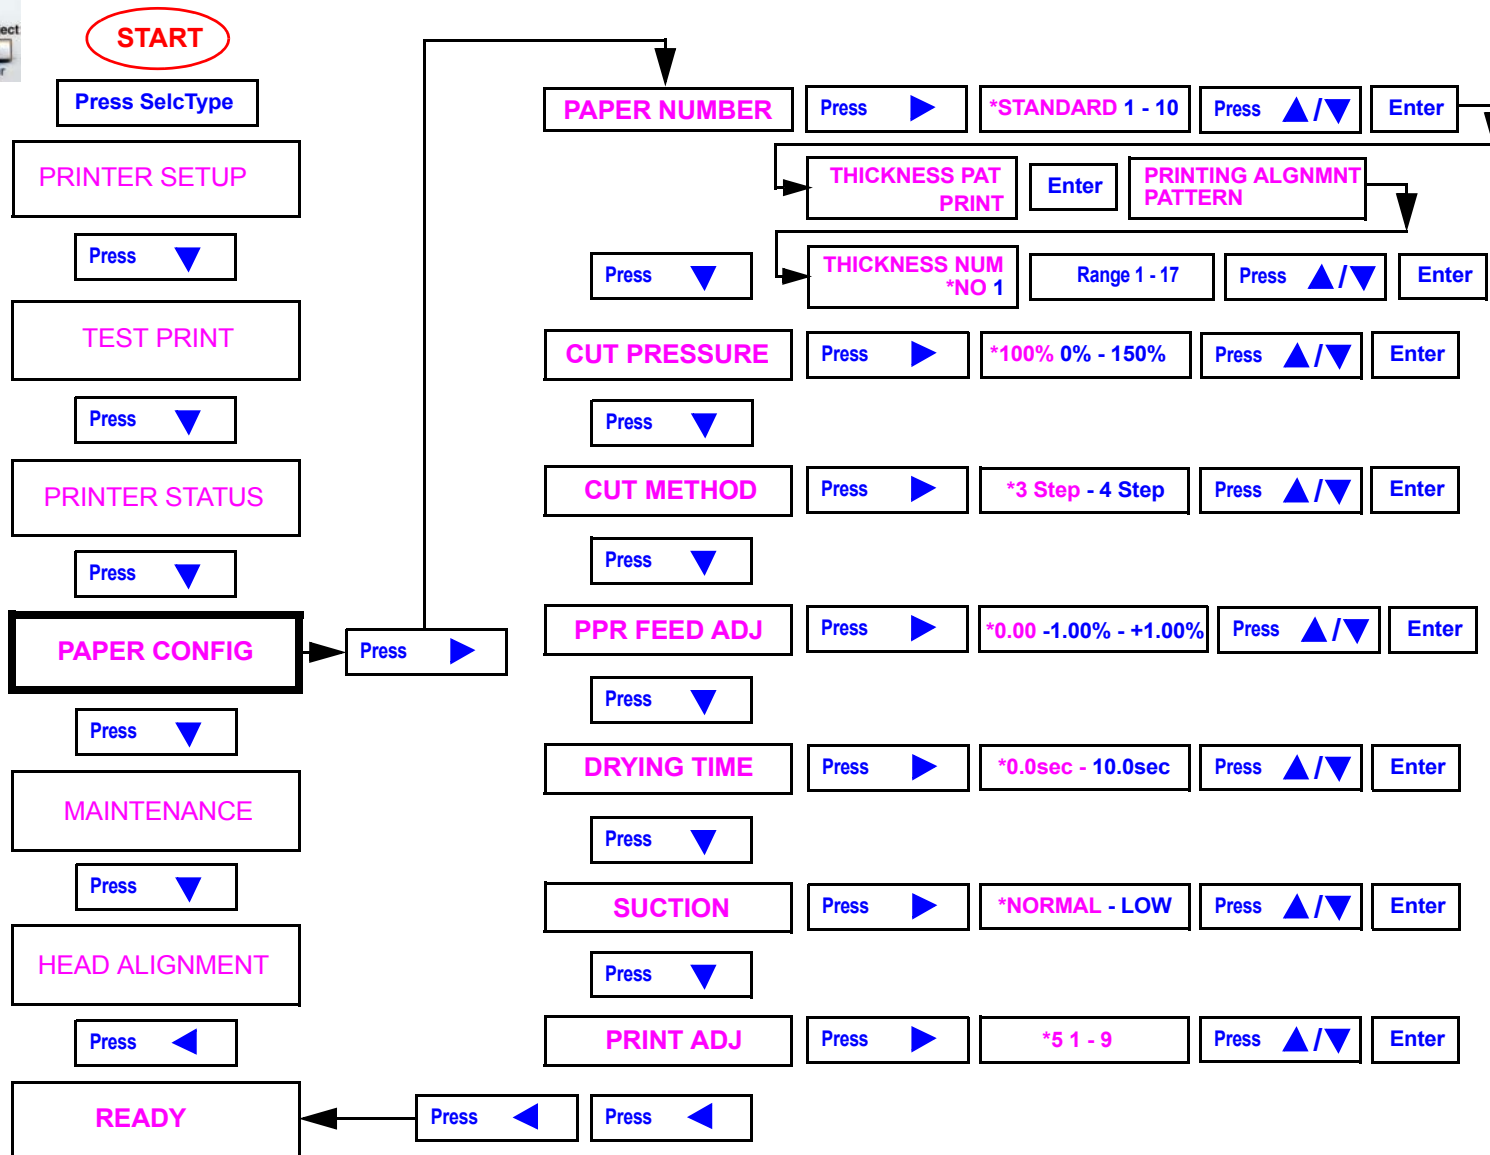 START
Press SelcType
PRINTER SETUP
Press
TEST PRINT
Press
PRINTER STATUS
Press
PAPER CONFIG
Press
Press
MAINTENANCE
Press
HEAD ALIGNMENT
Press
READY
PAPER NUMBER
Press
*STANDARD 1 - 10
Press /
Enter
THICKNESS PAT
PRINT
Enter
PRINTING ALGNMNT
PATTERN
Press
THICKNESS NUM
*NO 1
Range 1 - 17
Press /
Enter
CUT PRESSURE
Press
*100% 0% - 150%
Press /
Enter
Press
CUT METHOD
Press
*3 Step - 4 Step
Press /
Enter
Press
PPR FEED ADJ
Press
*0.00 -1.00% - +1.00%
Press /
Enter
Press
DRYING TIME
Press
*0.0sec - 10.0sec
Press /
Enter
Press
SUCTION
Press
*NORMAL - LOW
Press /
Enter
Press
PRINT ADJ
Press
*5 1 - 9
Press /
Enter
Press
Press